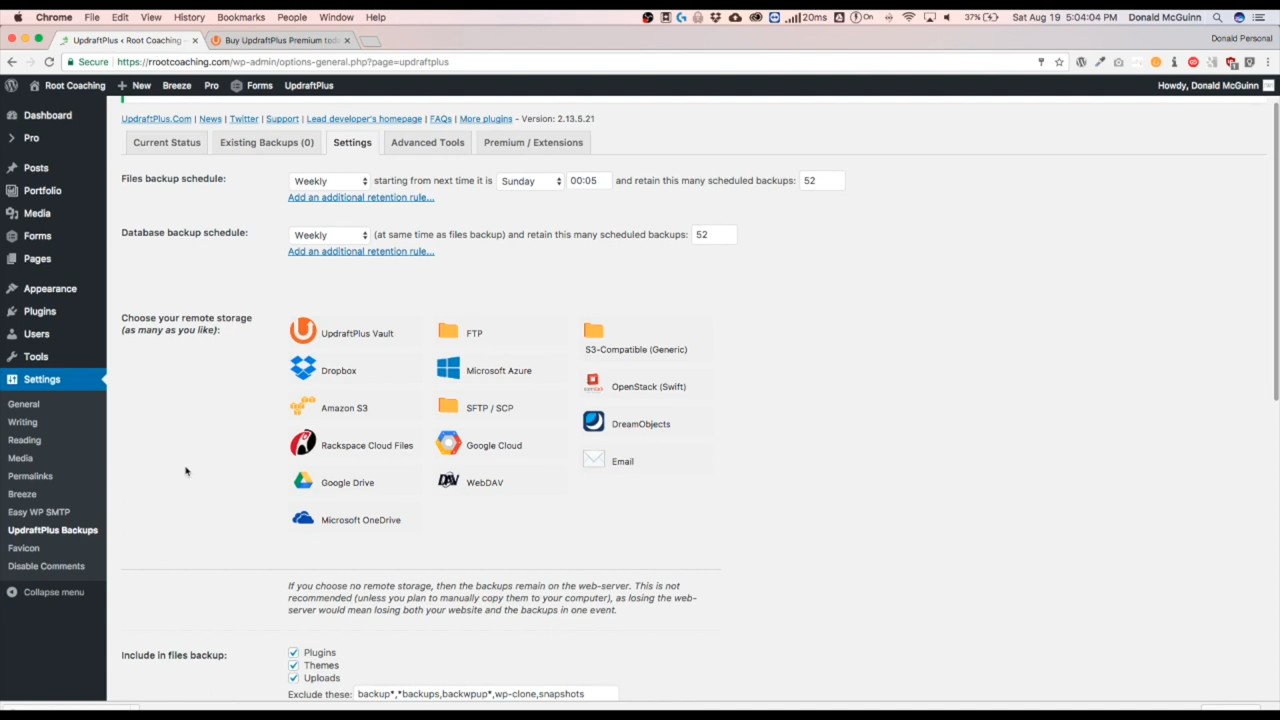 Chrome File Edit View History Bookmarks People Window Help 20ms On 37% Sat Aug 19 5:04:04 PM Donald McGuinn
UpdraftPlus ‹ Root Coaching — Buy UpdraftPlus Premium tod Donald Personal
Secure https://rrootcoaching.com/wp-admin/options-general.php?page=updraftplus
Root Coaching New Breeze Pro Forms UpdraftPlus Howdy, Donald McGuinn
Dashboard
Pro
Posts
Portfolio
Media
Forms
Pages
Appearance
Plugins
Users
Tools
Settings
General
Writing
Reading
Media
Permalinks
Breeze
Easy WP SMTP
UpdraftPlus Backups
Favicon
Disable Comments
Collapse menu
UpdraftPlus.Com | News | Twitter | Support | Lead developer's homepage | FAQs | More plugins - Version: 2.13.5.21
Current Status Existing Backups (0) Settings Advanced Tools Premium / Extensions
Files backup schedule: Weekly starting from next time it is Sunday 00:05 and retain this many scheduled backups: 52
Add an additional retention rule...
Database backup schedule: Weekly (at same time as files backup) and retain this many scheduled backups: 52
Add an additional retention rule...
Choose your remote storage
(as many as you like):
UpdraftPlus Vault
Dropbox
Amazon S3
Rackspace Cloud Files
Google Drive
Microsoft OneDrive
FTP
Microsoft Azure
SFTP / SCP
Google Cloud
WebDAV
S3-Compatible (Generic)
OpenStack (Swift)
DreamObjects
Email
If you choose no remote storage, then the backups remain on the web-server. This is not
recommended (unless you plan to manually copy them to your computer), as losing the web-
server would mean losing both your website and the backups in one event.
Include in files backup:
Plugins
Themes
Uploads
Exclude these: backup*,*backups,backwpup*,wp-clone,snapshots